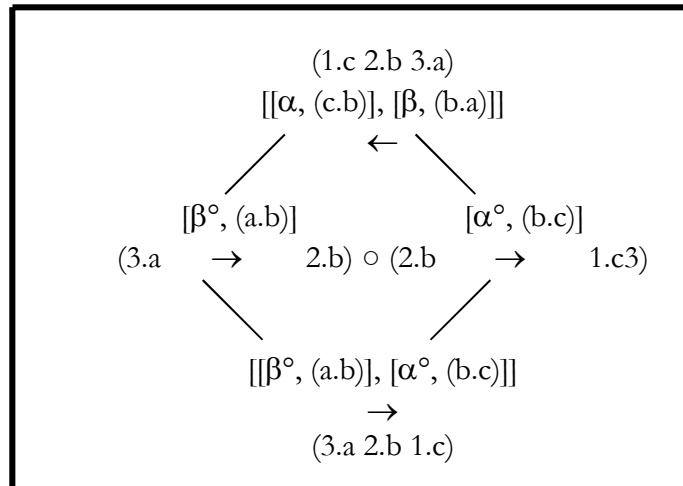 (1.c 2.b 3.a)
[[α, (c.b)], [β, (b.a)]]
←
[β°, (a.b)] [α°, (b.c)]
(3.a → 2.b) ○ (2.b → 1.c3)
[[β°, (a.b)], [α°, (b.c)]]
→
(3.a 2.b 1.c)